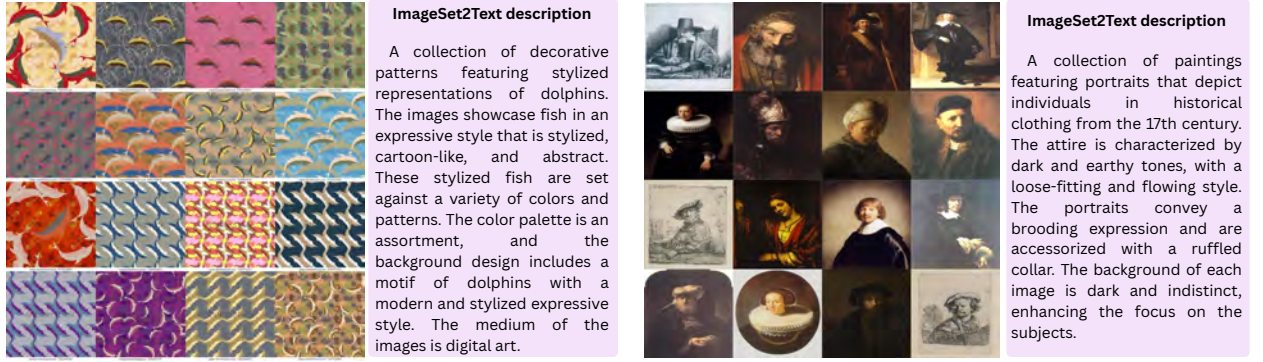 ImageSet2Text description
A collection of decorative
patterns featuring stylized
representations of dolphins.
The images showcase fish in an
expressive style that is stylized,
cartoon-like, and abstract.
These stylized fish are set
against a variety of colors and
patterns. The color palette is an
assortment, and the
background design includes a
motif of dolphins with a
modern and stylized expressive
style. The medium of the
images is digital art.
ImageSet2Text description
A collection of paintings
featuring portraits that depict
individuals in historical
clothing from the 17th century.
The attire is characterized by
dark and earthy tones, with a
loose-fitting and flowing style.
The portraits convey a
brooding expression and are
accessorized with a ruffled
collar. The background of each
image is dark and indistinct,
enhancing the focus on the
subjects.